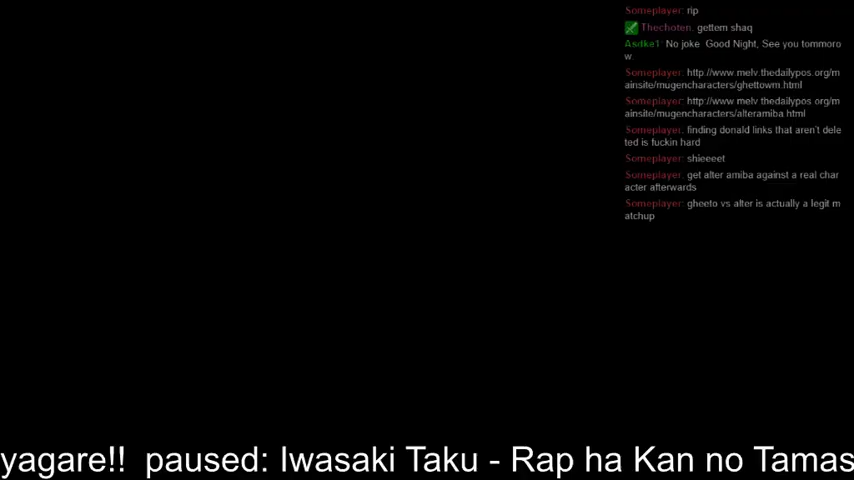 Someplayer: rip
Thechoten: gettem shaq
Asdke1: No joke. Good Night, See you tommoro
w.
Someplayer: http://www.melv.thedailypos.org/m
ainsite/mugencharacters/ghettowm.html
Someplayer: http://www.melv.thedailypos.org/m
ainsite/mugencharacters/alteramiba.html
Someplayer: finding donald links that aren't dele
ted is fuckin hard
Someplayer: shieeeet
Someplayer: get alter amiba against a real char
acter afterwards
Someplayer: gheeto vs alter is actually a legit m
atchup
yagare!! paused: Iwasaki Taku - Rap ha Kan no Tamas